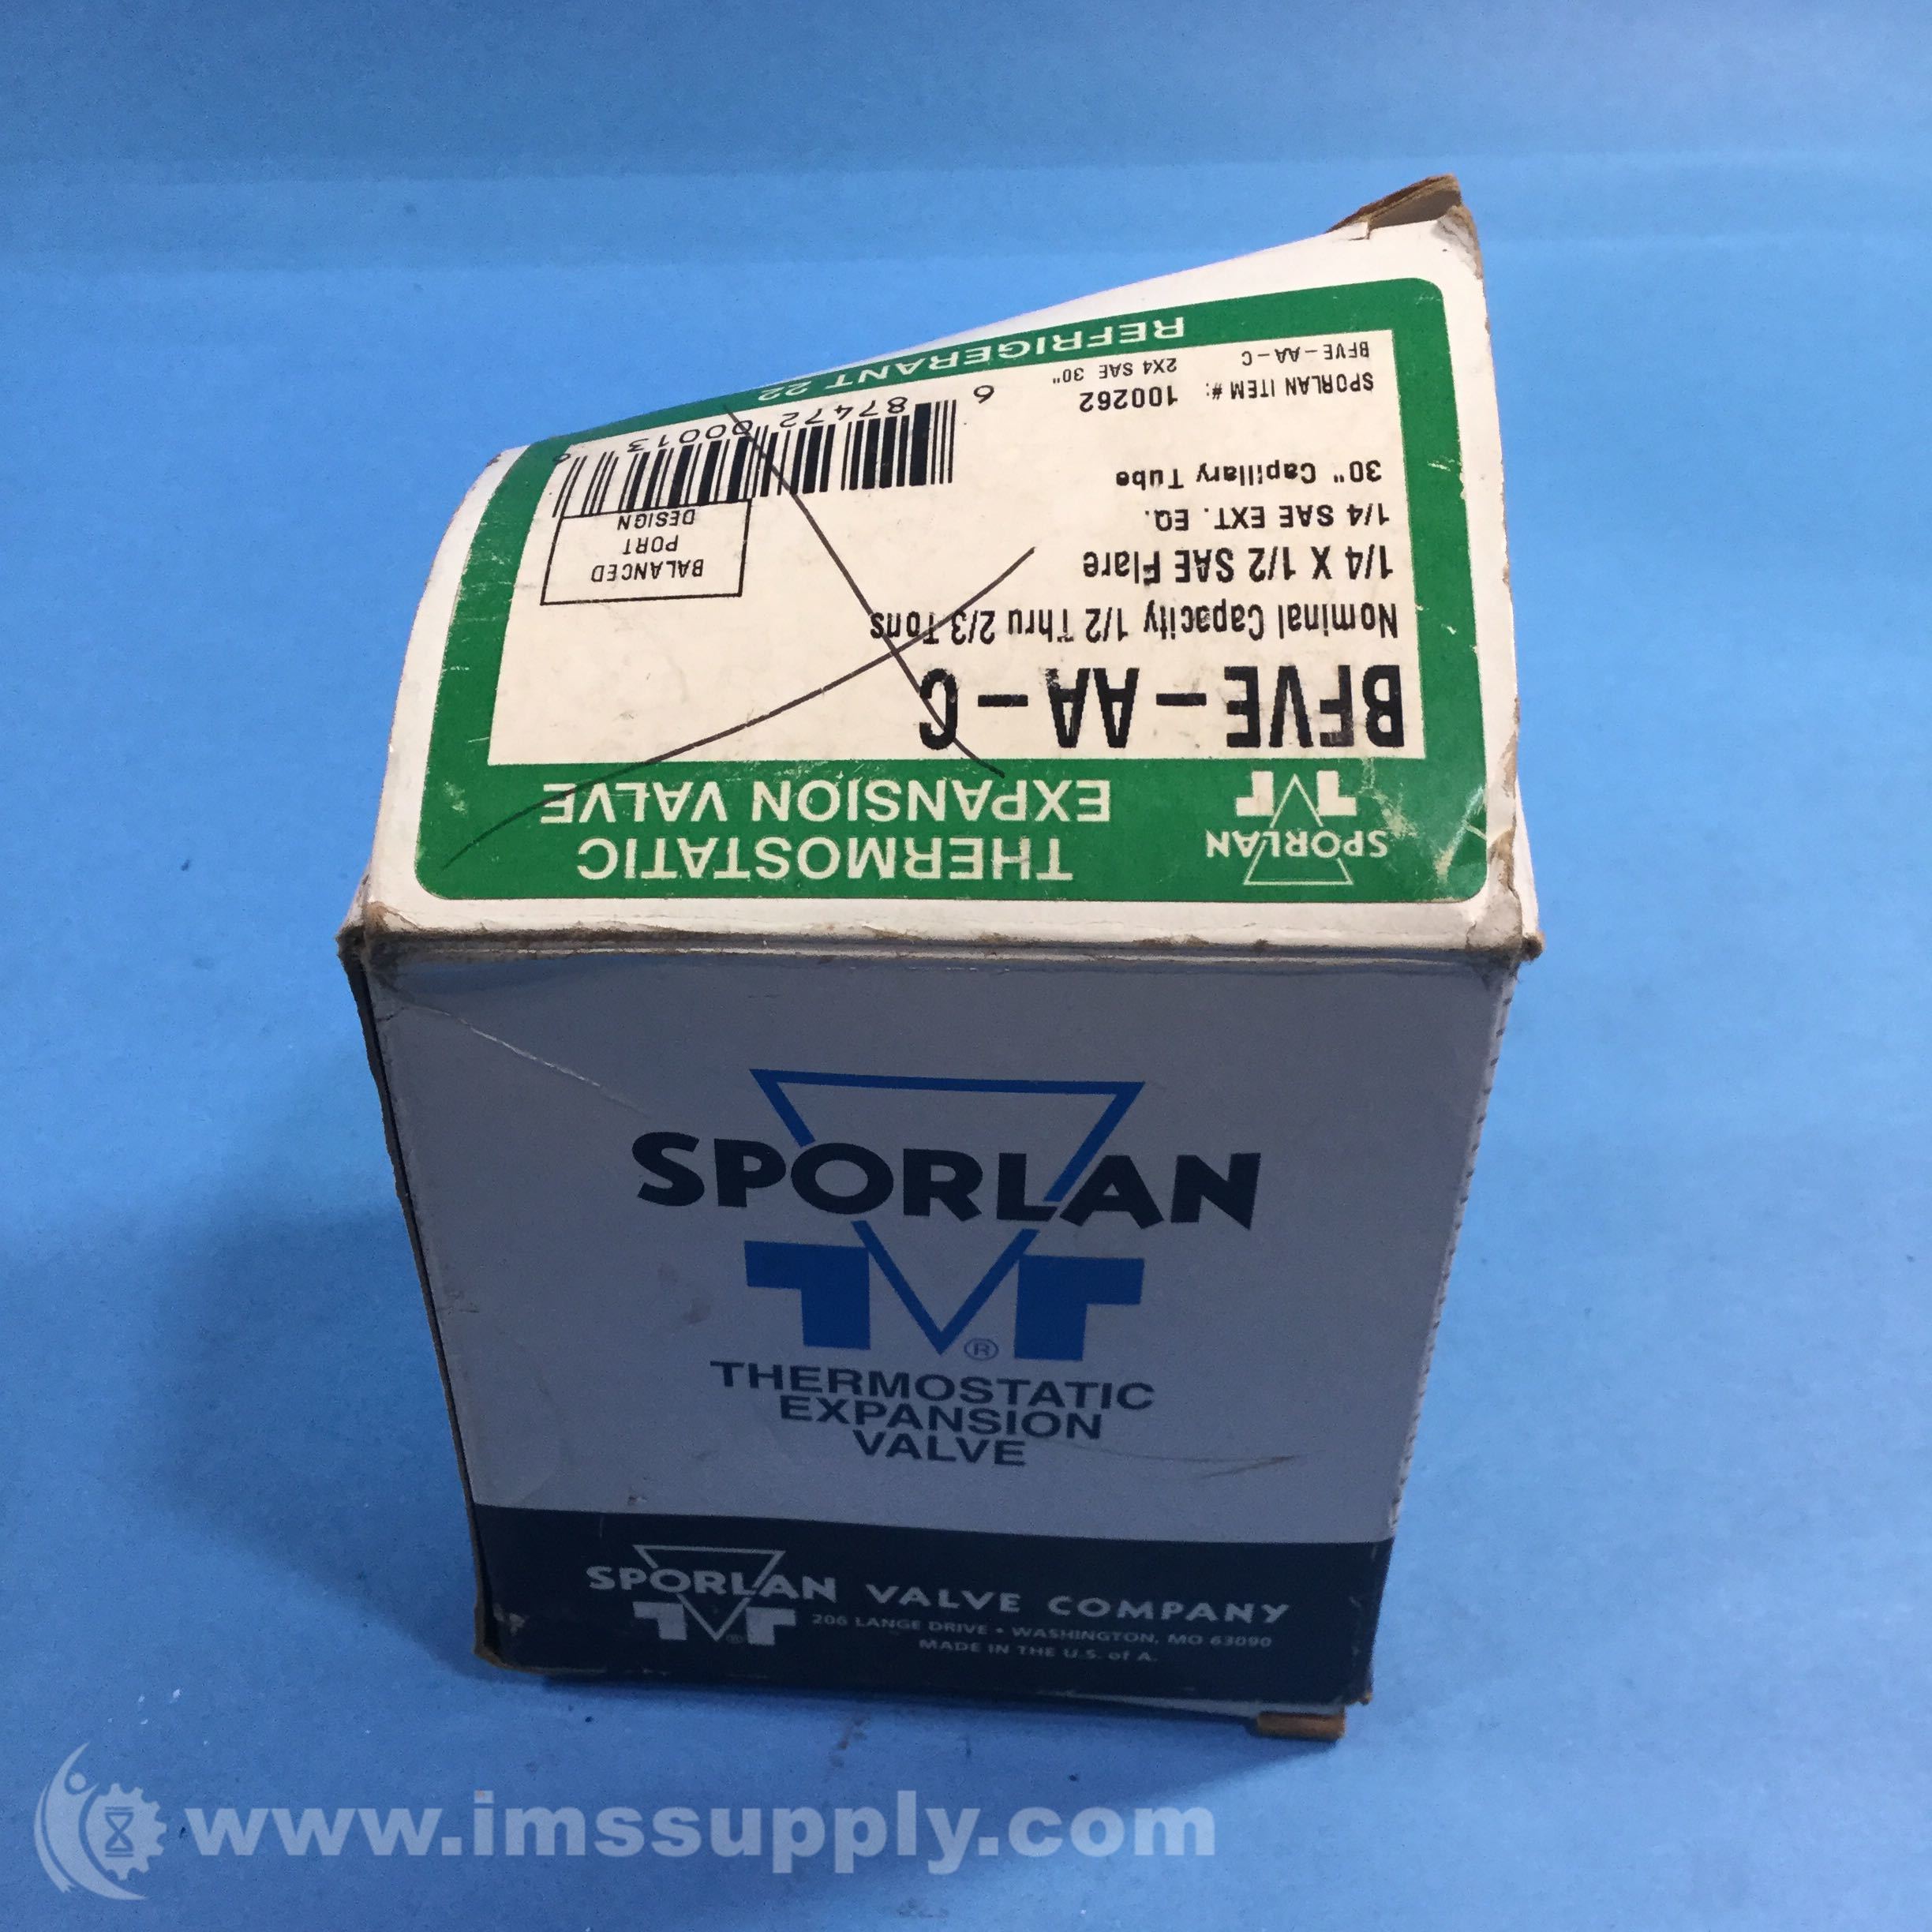 SPORLAN
THERMOSTATIC
EXPANSION VALVE
BFVE-AA-C
Nominal Capacity 1/2 Thru 2/3 Tons
1/4 X 1/2 SAE Flare
1/4 SAE EXT. EQ.
30" Capillary Tube
BALANCED
PORT
DESIGN
SPORLAN ITEM #: 100262
BFVE-AA-C 2X4 SAE 30"
6 87472 00013 6
REFRIGERANT 22
SPORLAN
®
THERMOSTATIC
EXPANSION
VALVE
SPORLAN VALVE COMPANY
206 LANGE DRIVE • WASHINGTON, MO 63090
MADE IN THE U.S. of A.
www.imssupply.com